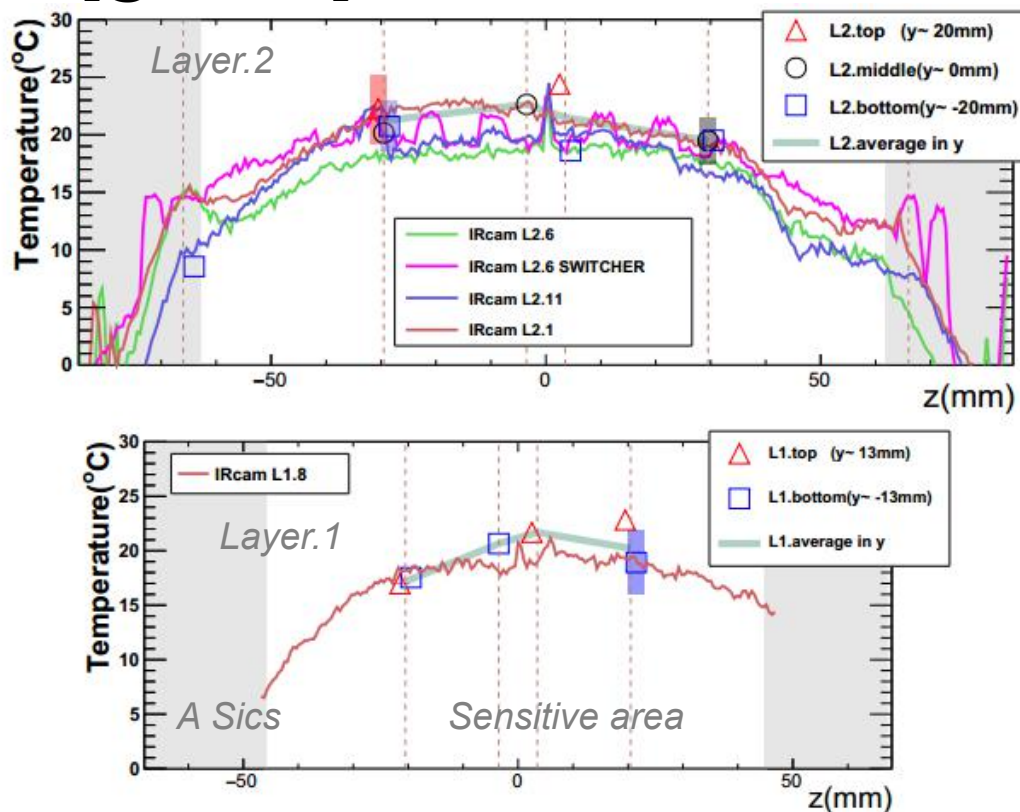 30
25
20
15
10
5
0
Temperature(°C)
Layer.2
L2.top (y~ 20mm)
L2.middle(y~ 0mm)
L2.bottom(y~ -20mm)
L2.average in y
IRcam L2.6
IRcam L2.6 SWITCHER
IRcam L2.11
IRcam L2.1
−50
0
50
z(mm)
30
25
20
15
10
5
0
Temperature(°C)
IRcam L1.8
Layer.1
L1.top (y~ 13mm)
L1.bottom(y~ -13mm)
L1.average in y
A Sics
Sensitive area
−50
0
50
z(mm)